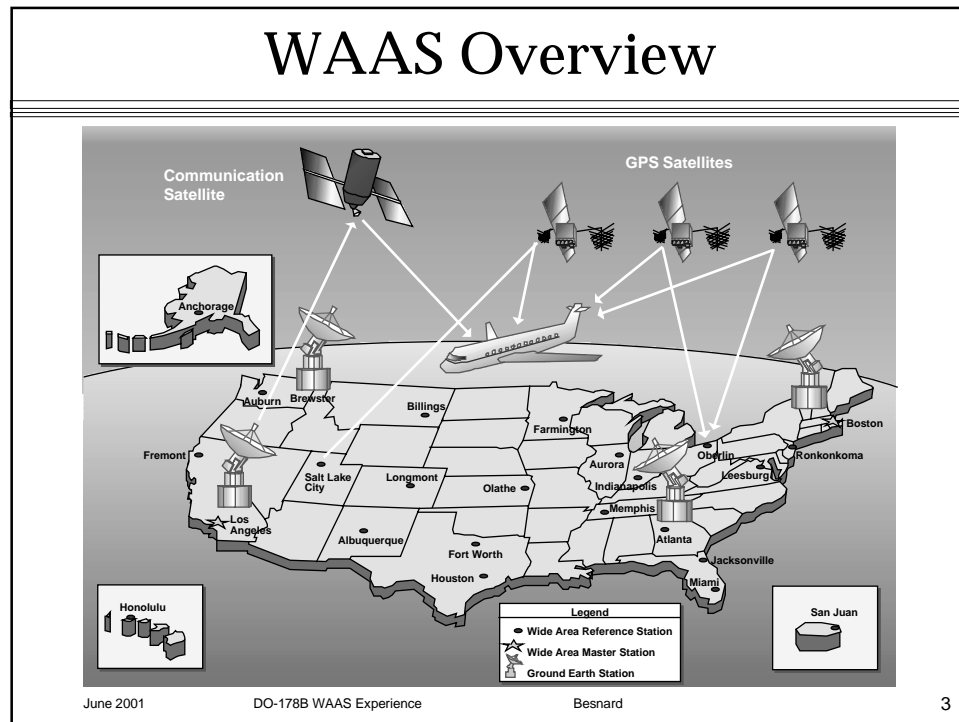 WAAS Overview
Communication
Satellite
GPS Satellites
Anchorage
Auburn
Brewster
Billings
Farmington
Boston
Fremont
Salt Lake
City
Longmont
Olathe
Aurora
Indianapolis
Oberlin
Leesburg
Ronkonkoma
Los
Angeles
Albuquerque
Memphis
Atlanta
Fort Worth
Houston
Jacksonville
Miami
Honolulu
San Juan
Legend
Wide Area Reference Station
Wide Area Master Station
Ground Earth Station
June 2001 DO-178B WAAS Experience Besnard 3